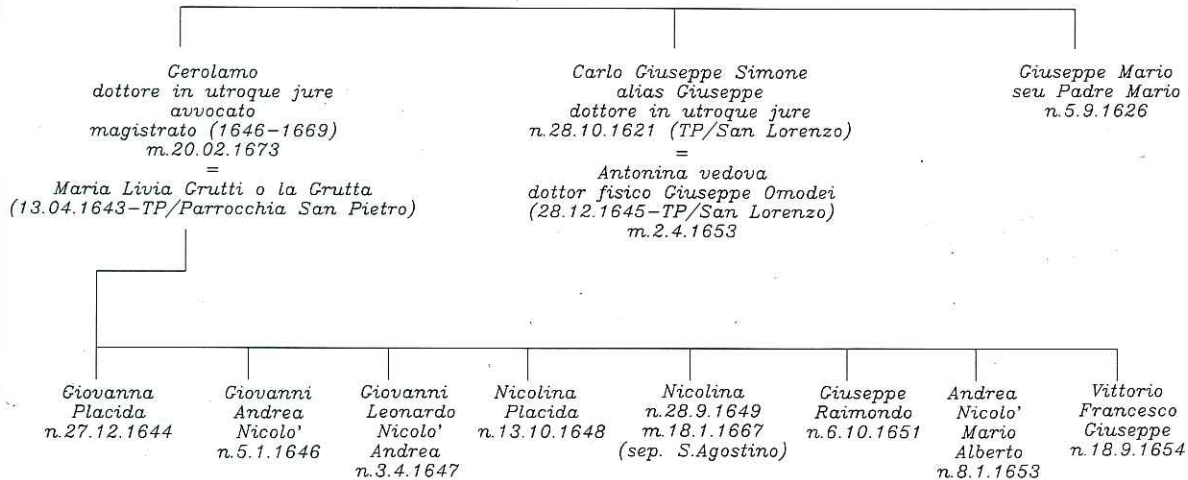 Gerolamo
dottore in utroque jure
avvocato
magistrato (1646-1669)
m.20.02.1673
=
Maria Livia Grutti o la Grutta
(13.04.1643-TP/Parrocchia San Pietro)
Carlo Giuseppe Simone
alias Giuseppe
dottore in utroque jure
n.28.10.1621 (TP/San Lorenzo)
=
Antonina vedova
dottor fisico Giuseppe Omodei
(28.12.1645-TP/San Lorenzo)
m.2.4.1653
Giuseppe Mario
seu Padre Mario
n.5.9.1626
Giovanna
Placida
n.27.12.1644
Giovanni
Andrea
Nicolo'
n.5.1.1646
Giovanni
Leonardo
Nicolo'
Andrea
n.3.4.1647
Nicolina
Placida
n.13.10.1648
Nicolina
n.28.9.1649
m.18.1.1667
(sep. S.Agostino)
Giuseppe
Raimondo
n.6.10.1651
Andrea
Nicolo'
Mario
Alberto
n.8.1.1653
Vittorio
Francesco
Giuseppe
n.18.9.1654